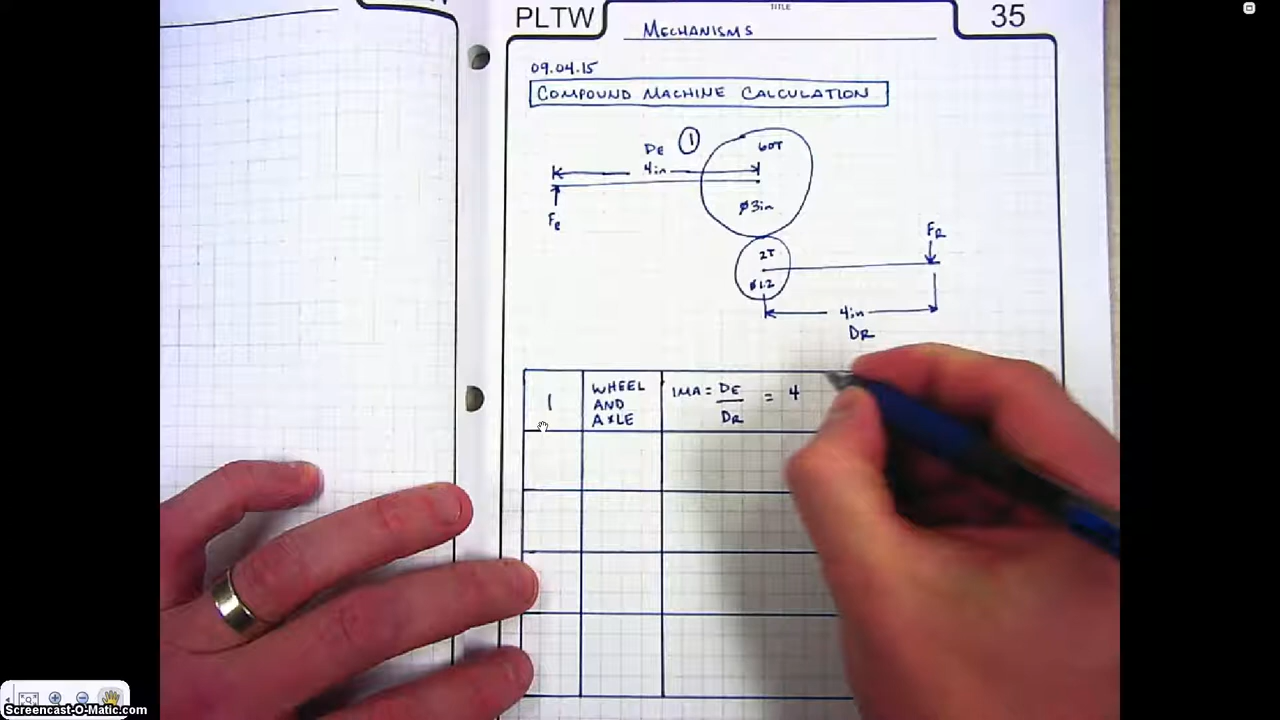 PLTW
TITLE
35
MECHANISMS
09.04.15
COMPOUND MACHINE CALCULATION
DE 1
4in
60T
ø3in
Fe
FR
2T
ø1.2
4in
DR
1
WHEEL
AND
AXLE
IMA = DE
DR
= 4
SCREENCAST-O-MATIC.com